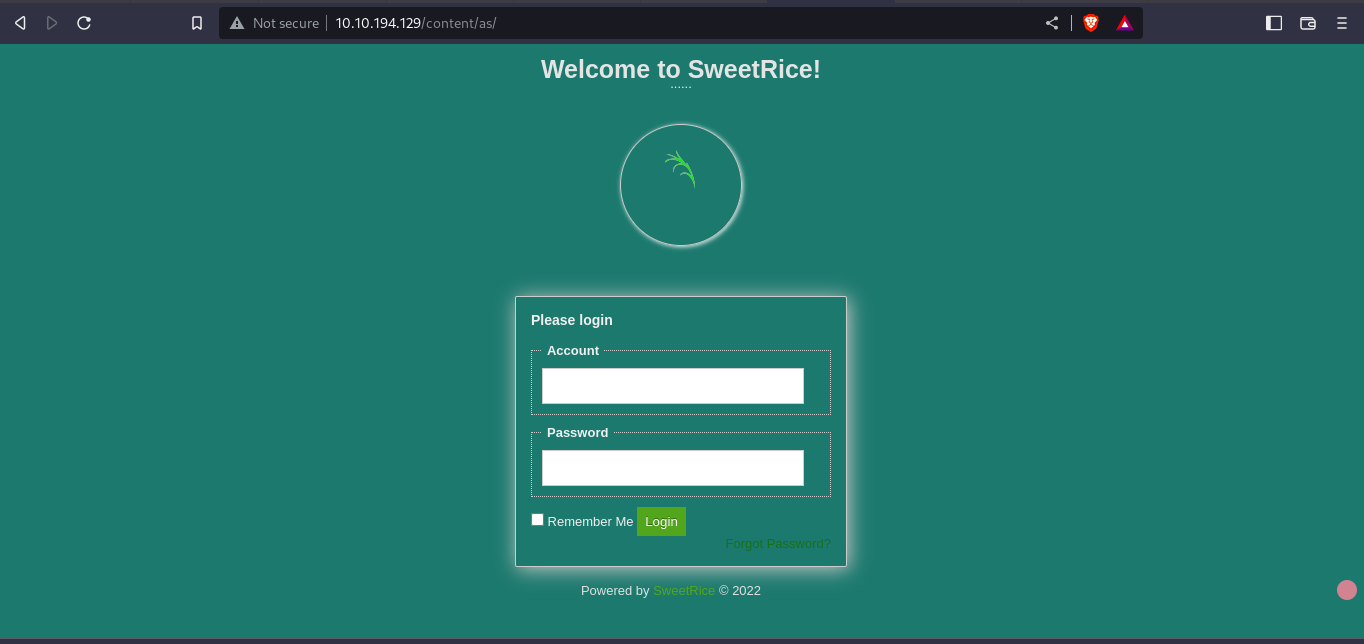 Not secure 10.10.194.129/content/as/
Welcome to SweetRice!
......
Please login
Account
Password
Remember Me Login
Forgot Password?
Powered by SweetRice © 2022